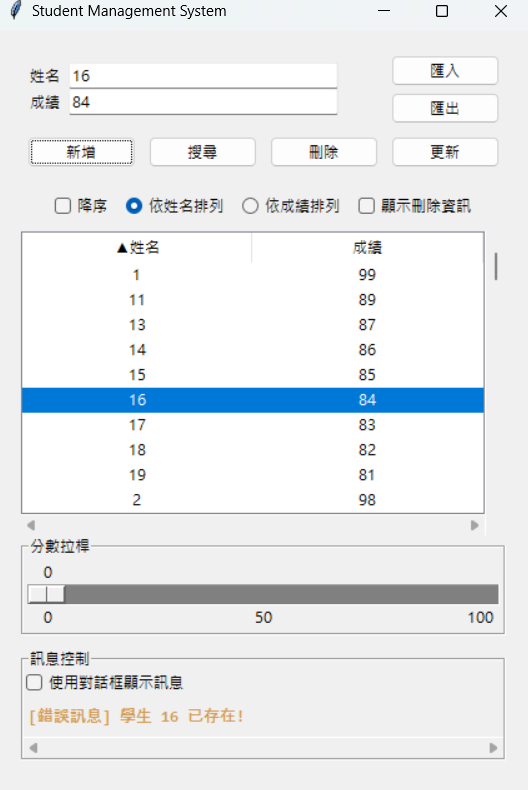 Student Management System
姓名 16 匯入
成績 84 匯出
新增 搜尋 刪除 更新
降序 依姓名排列 依成績排列 顯示刪除資訊
▲姓名 成績
1 99
11 89
13 87
14 86
15 85
16 84
17 83
18 82
19 81
2 98
分數拉桿
0
0 50 100
訊息控制
使用對話框顯示訊息
[錯誤訊息] 學生 16 已存在!